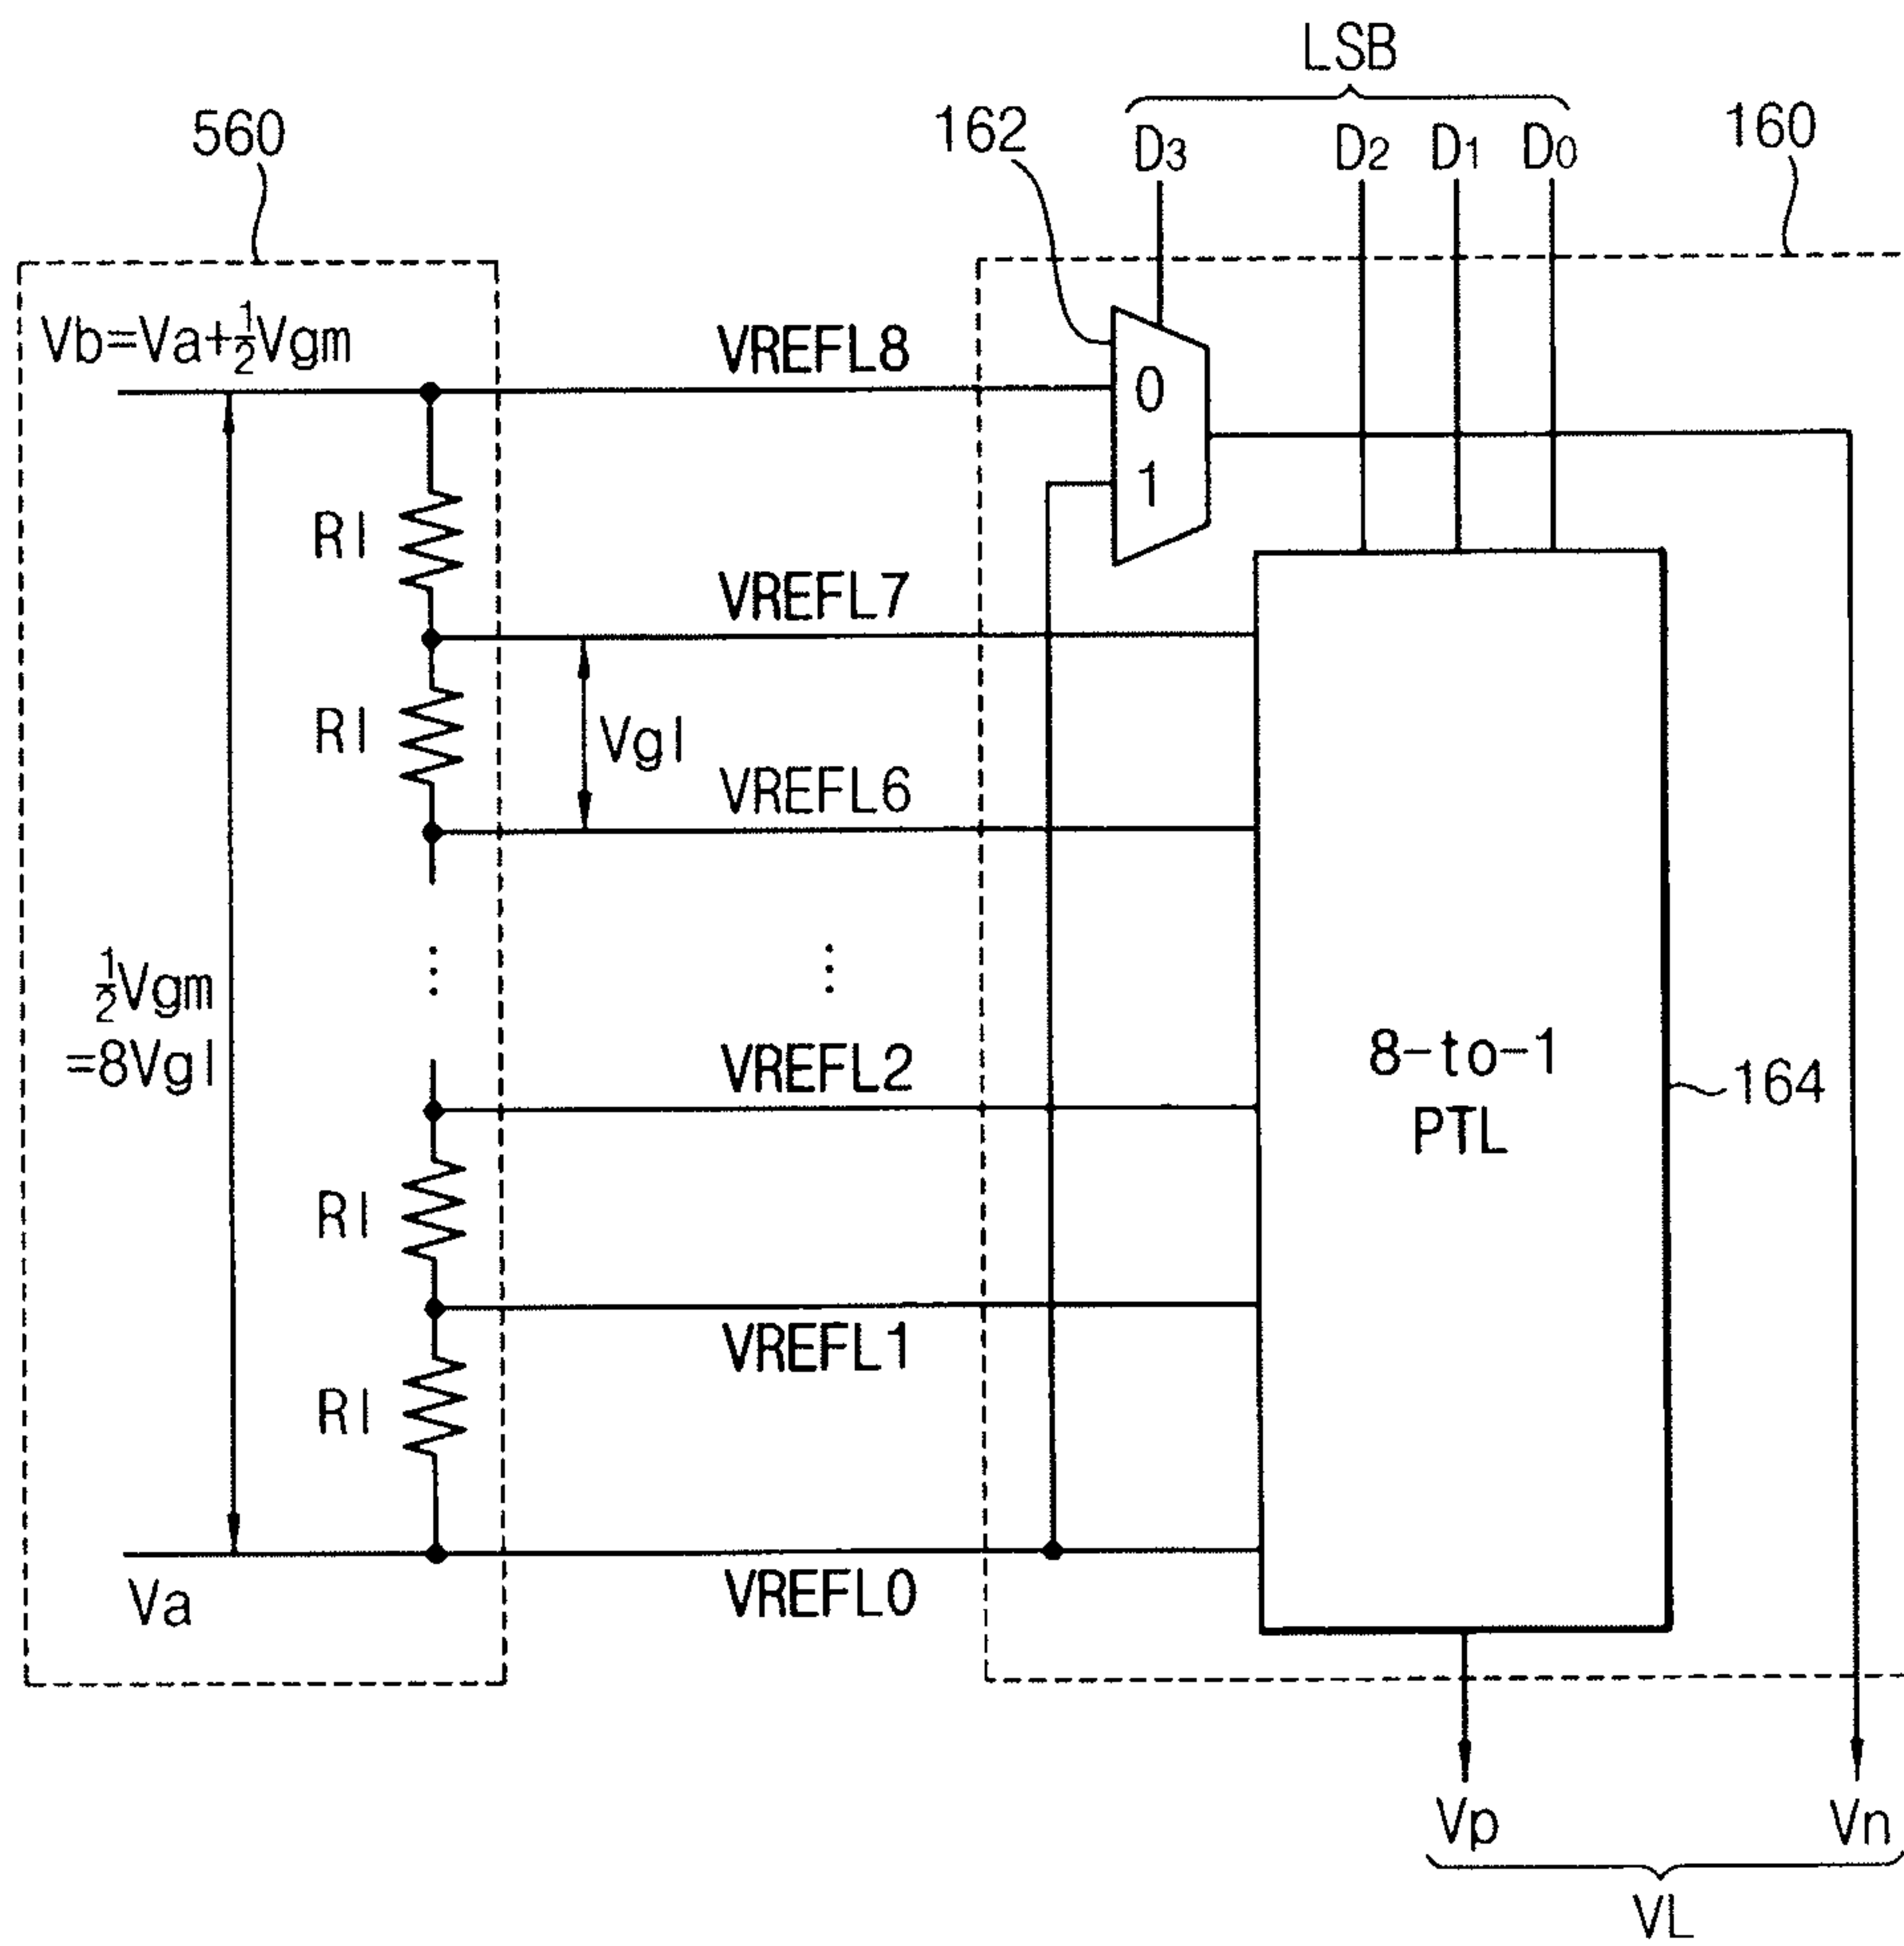 LSB
560
162
D3
D2
D1
D0
160
Vb=Va+½Vgm
VREFL8
0
1
Rl
VREFL7
Rl
Vgl
VREFL6
½Vgm
=8Vgl
VREFL2
8-to-1
PTL
164
Rl
VREFL1
Rl
Va
VREFL0
Vp
Vn
VL